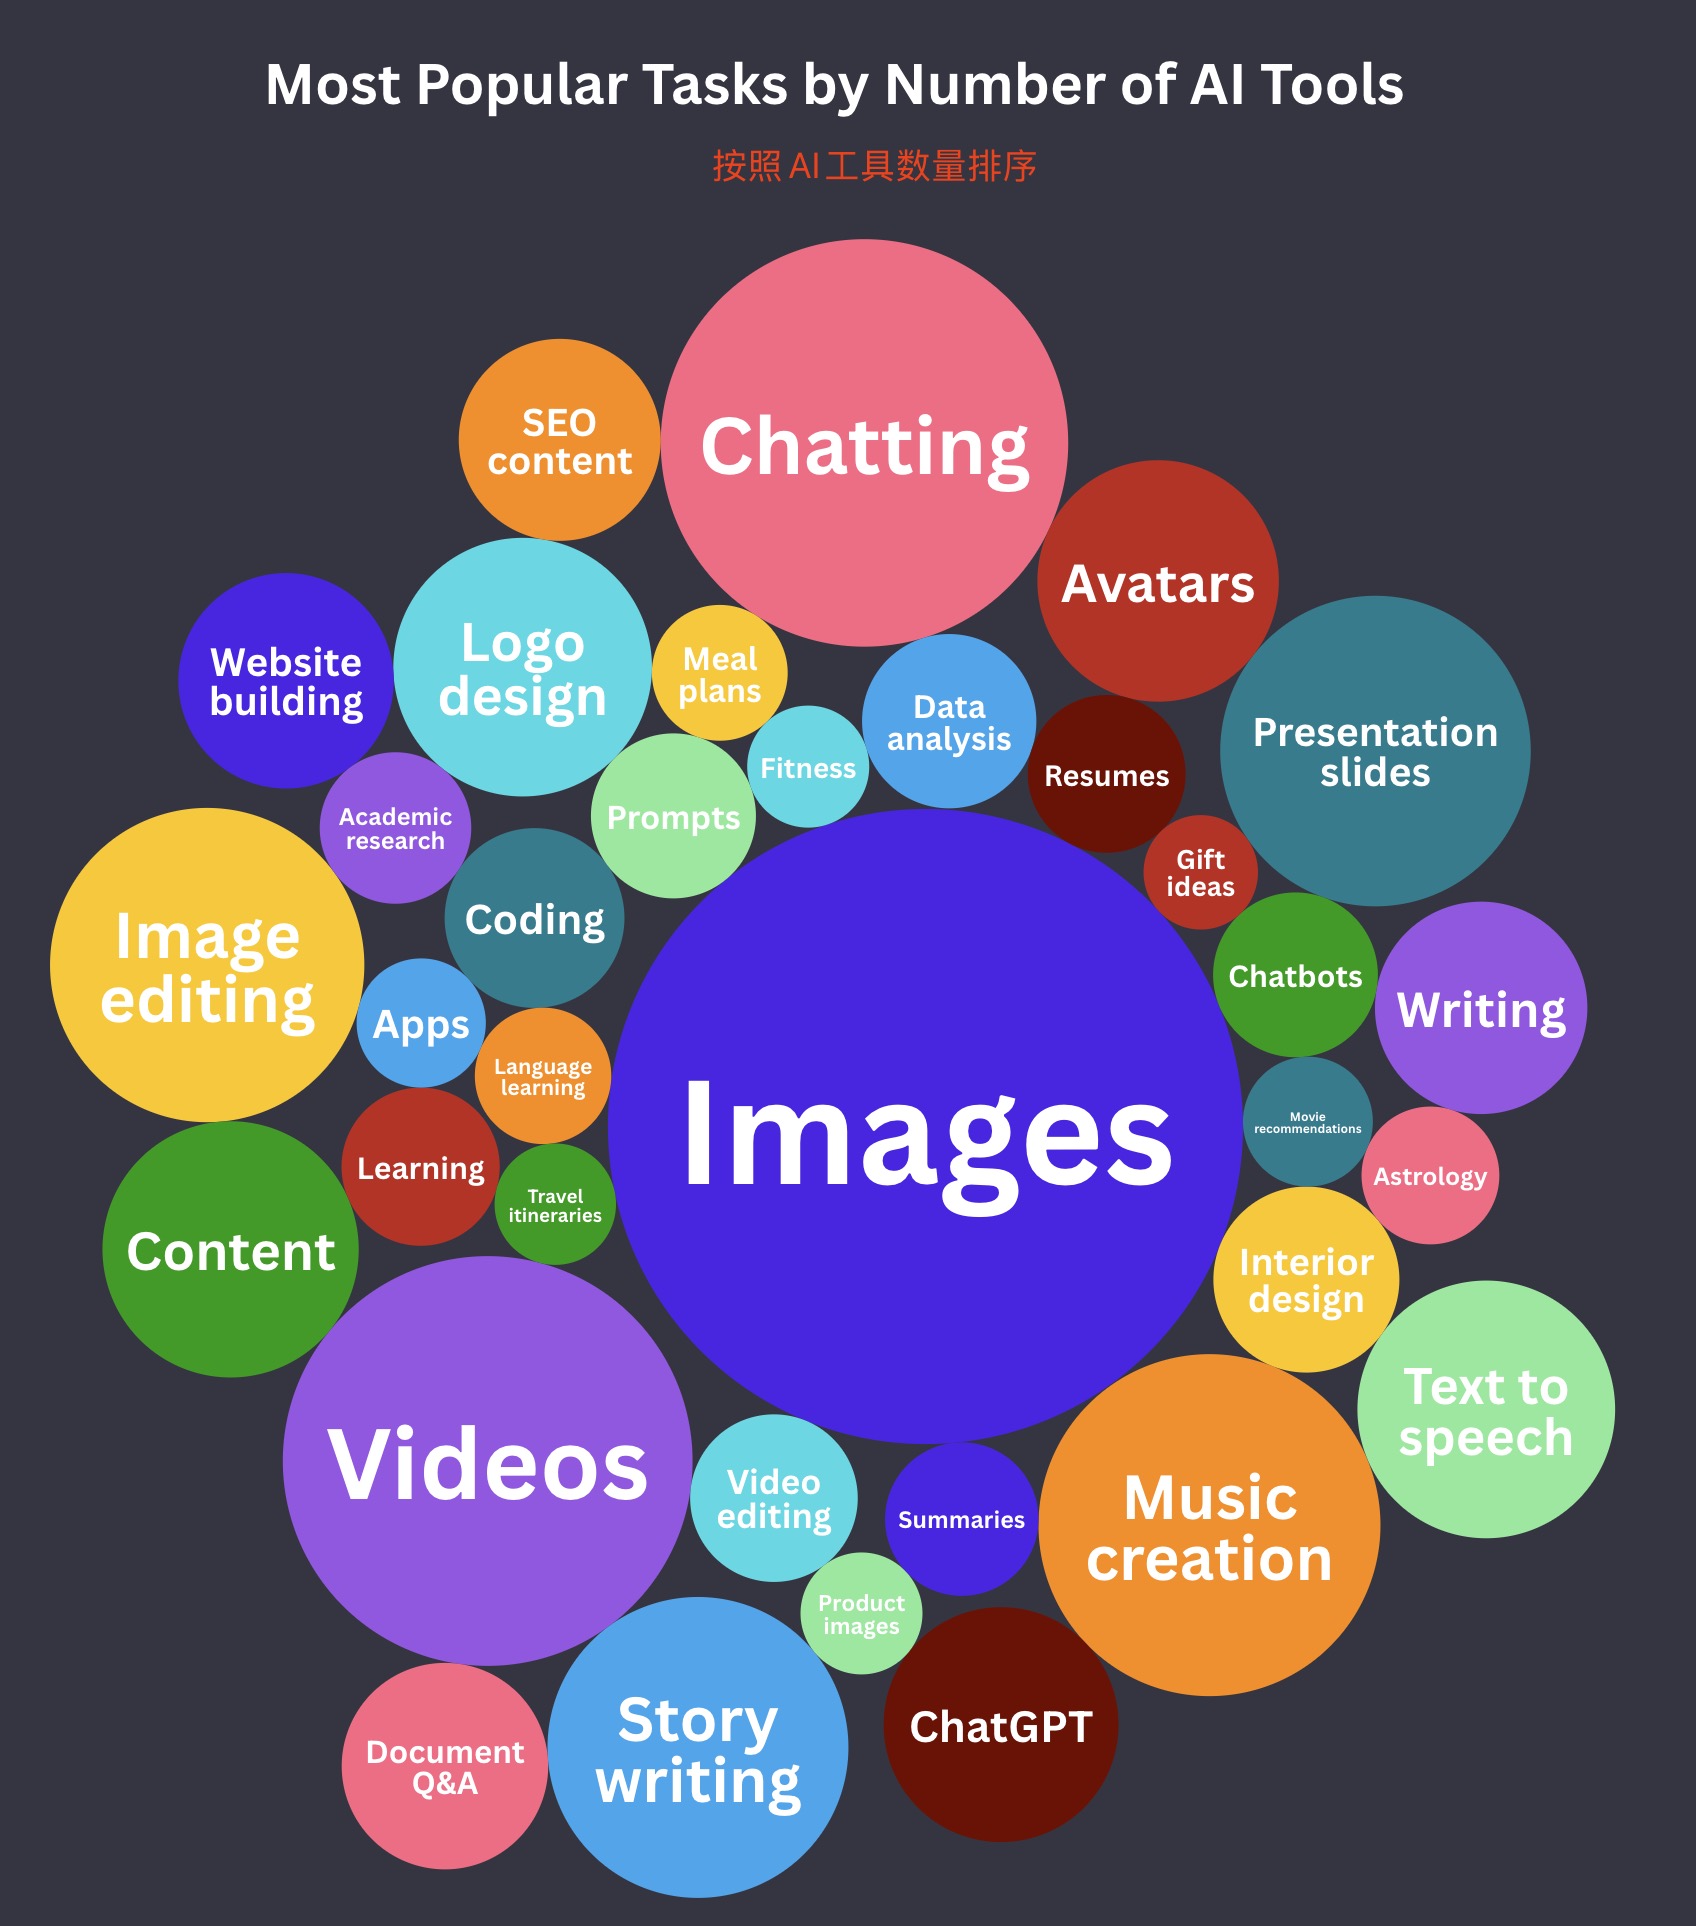 Most Popular Tasks by Number of AI Tools
按照 AI 工具数量排序
Chatting
SEO
content
Avatars
Logo
design
Website
building
Meal
plans
Data
analysis
Presentation
slides
Fitness
Resumes
Prompts
Academic
research
Gift
ideas
Coding
Image
editing
Chatbots
Writing
Apps
Language
learning
Images
Movie
recommendations
Learning
Astrology
Travel
itineraries
Content
Interior
design
Text to
speech
Videos
Video
editing
Summaries
Music
creation
Product
images
Story
writing
ChatGPT
Document
Q&A